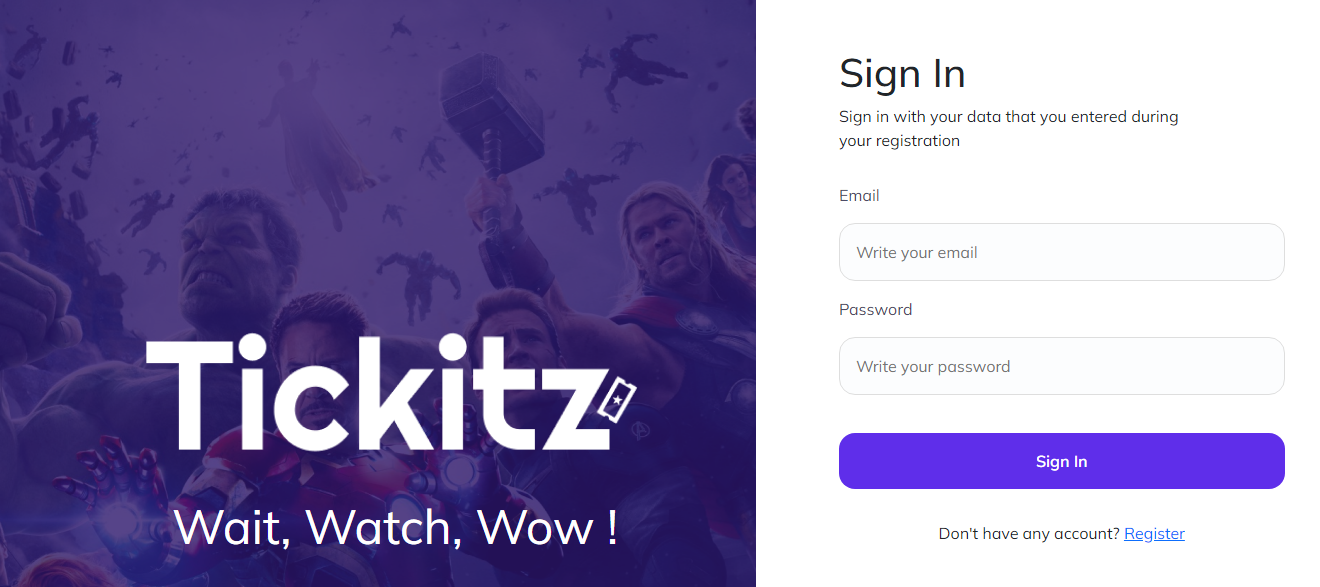 Tickitz
Wait, Watch, Wow !
Sign In
Sign in with your data that you entered during
your registration
Email
Write your email
Password
Write your password
Sign In
Don't have any account? Register